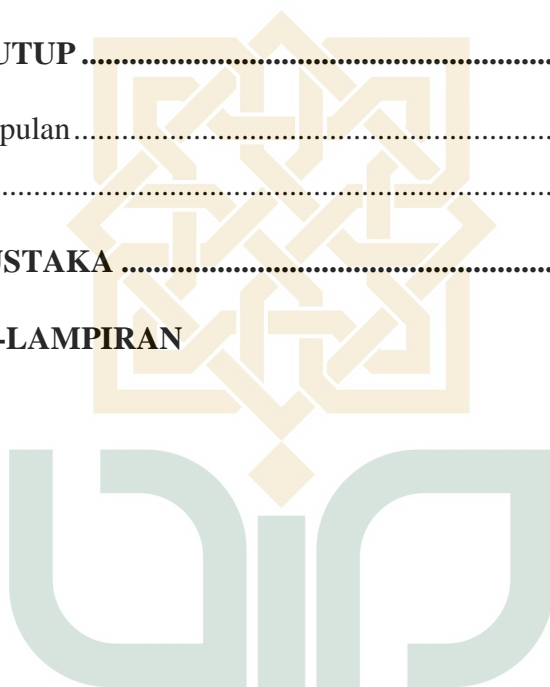 UTUP ..........................................................................
pulan...........................................................................
....................................................................................
USTAKA ....................................................................
-LAMPIRAN